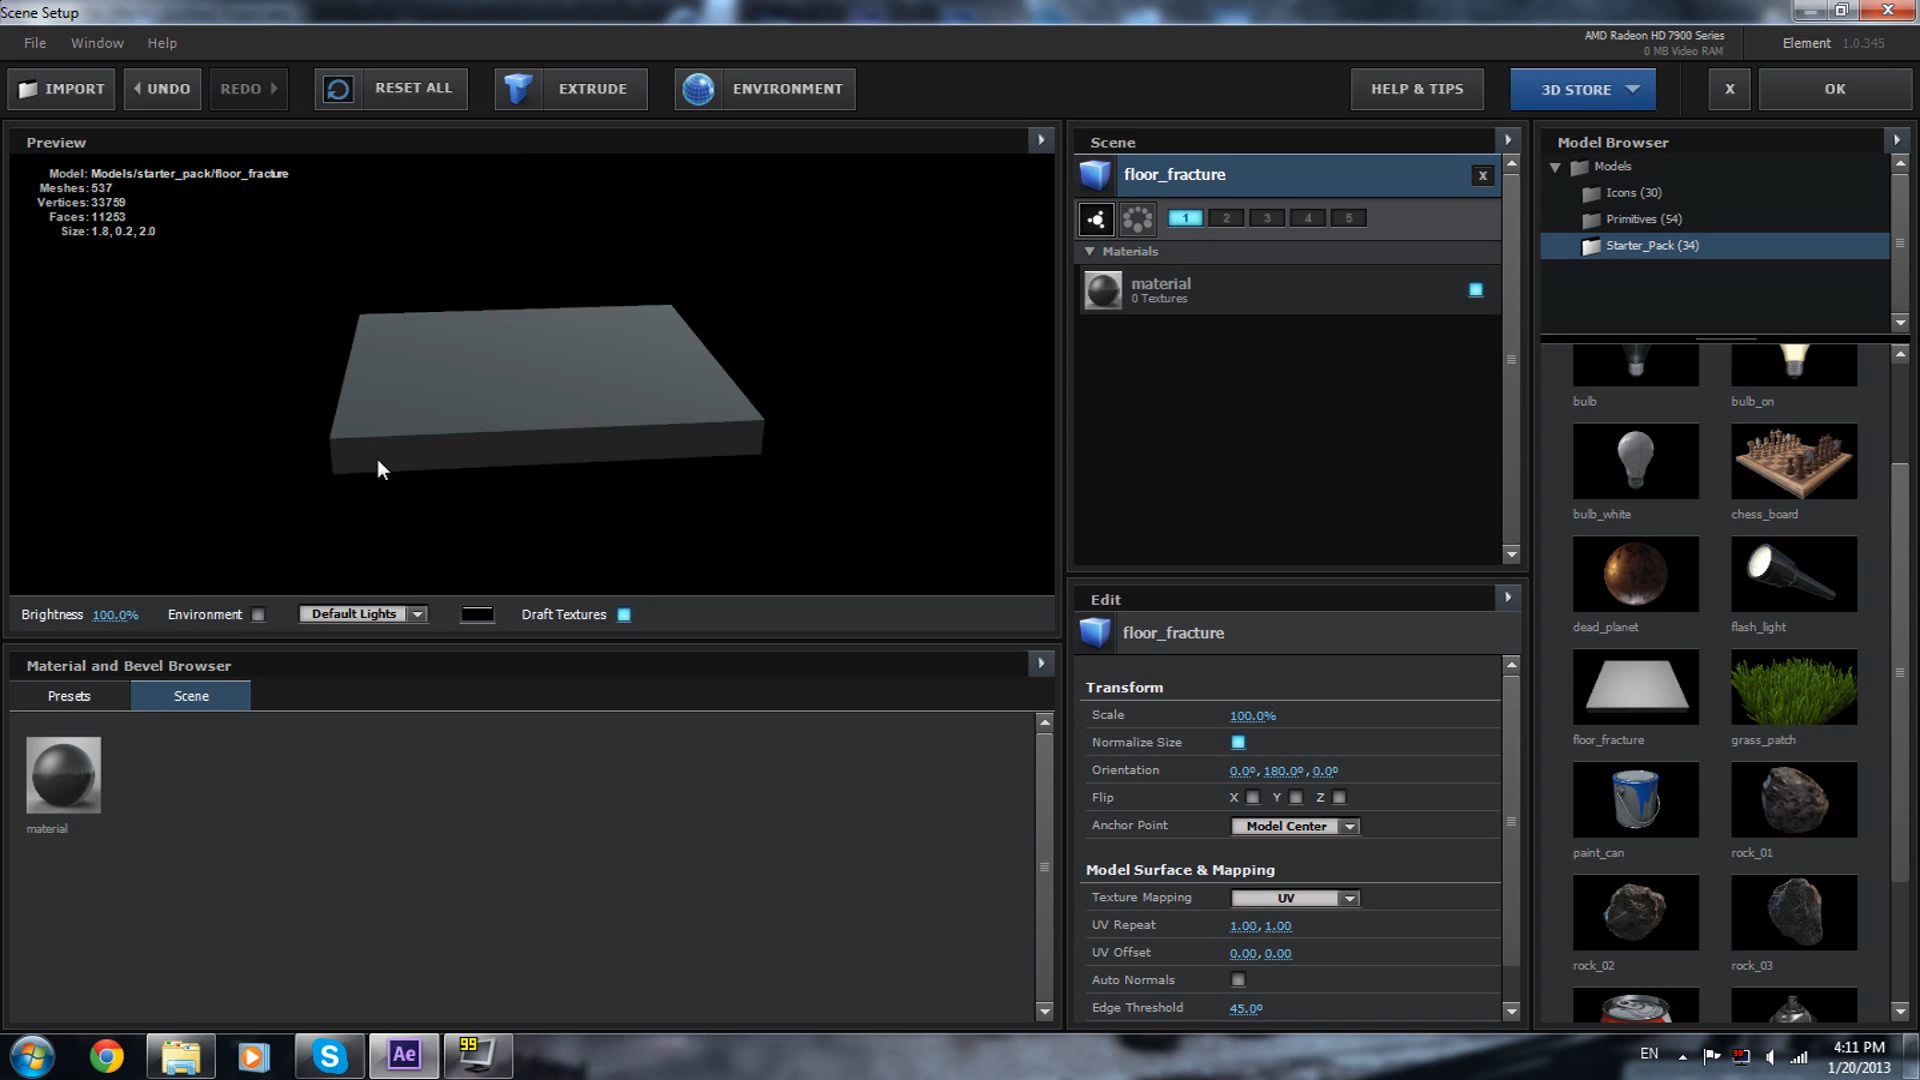 Scene Setup
File Window Help
AMD Radeon HD 7900 Series
0 MB Video RAM
Element 1.0.345
IMPORT
UNDO
REDO
RESET ALL
EXTRUDE
ENVIRONMENT
HELP & TIPS
3D STORE
X
OK
Preview
Model: Models/starter_pack/floor_fracture
Meshes: 537
Vertices: 33759
Faces: 11253
Size: 1.8, 0.2, 2.0
Brightness 100.0% Environment Default Lights Draft Textures
Material and Bevel Browser
Presets Scene
material
Scene
floor_fracture x
1 2 3 4 5
Materials
material
0 Textures
Edit
floor_fracture
Transform
Scale 100.0%
Normalize Size
Orientation 0.0º, 180.0º, 0.0º
Flip X Y Z
Anchor Point Model Center
Model Surface & Mapping
Texture Mapping UV
UV Repeat 1.00, 1.00
UV Offset 0.00, 0.00
Auto Normals
Edge Threshold 45.0º
Model Browser
Models
Icons (30)
Primitives (54)
Starter_Pack (34)
bulb bulb_on
bulb_white chess_board
dead_planet flash_light
floor_fracture grass_patch
paint_can rock_01
rock_02 rock_03
S
Ae
99
EN
99
4:11 PM
1/20/2013